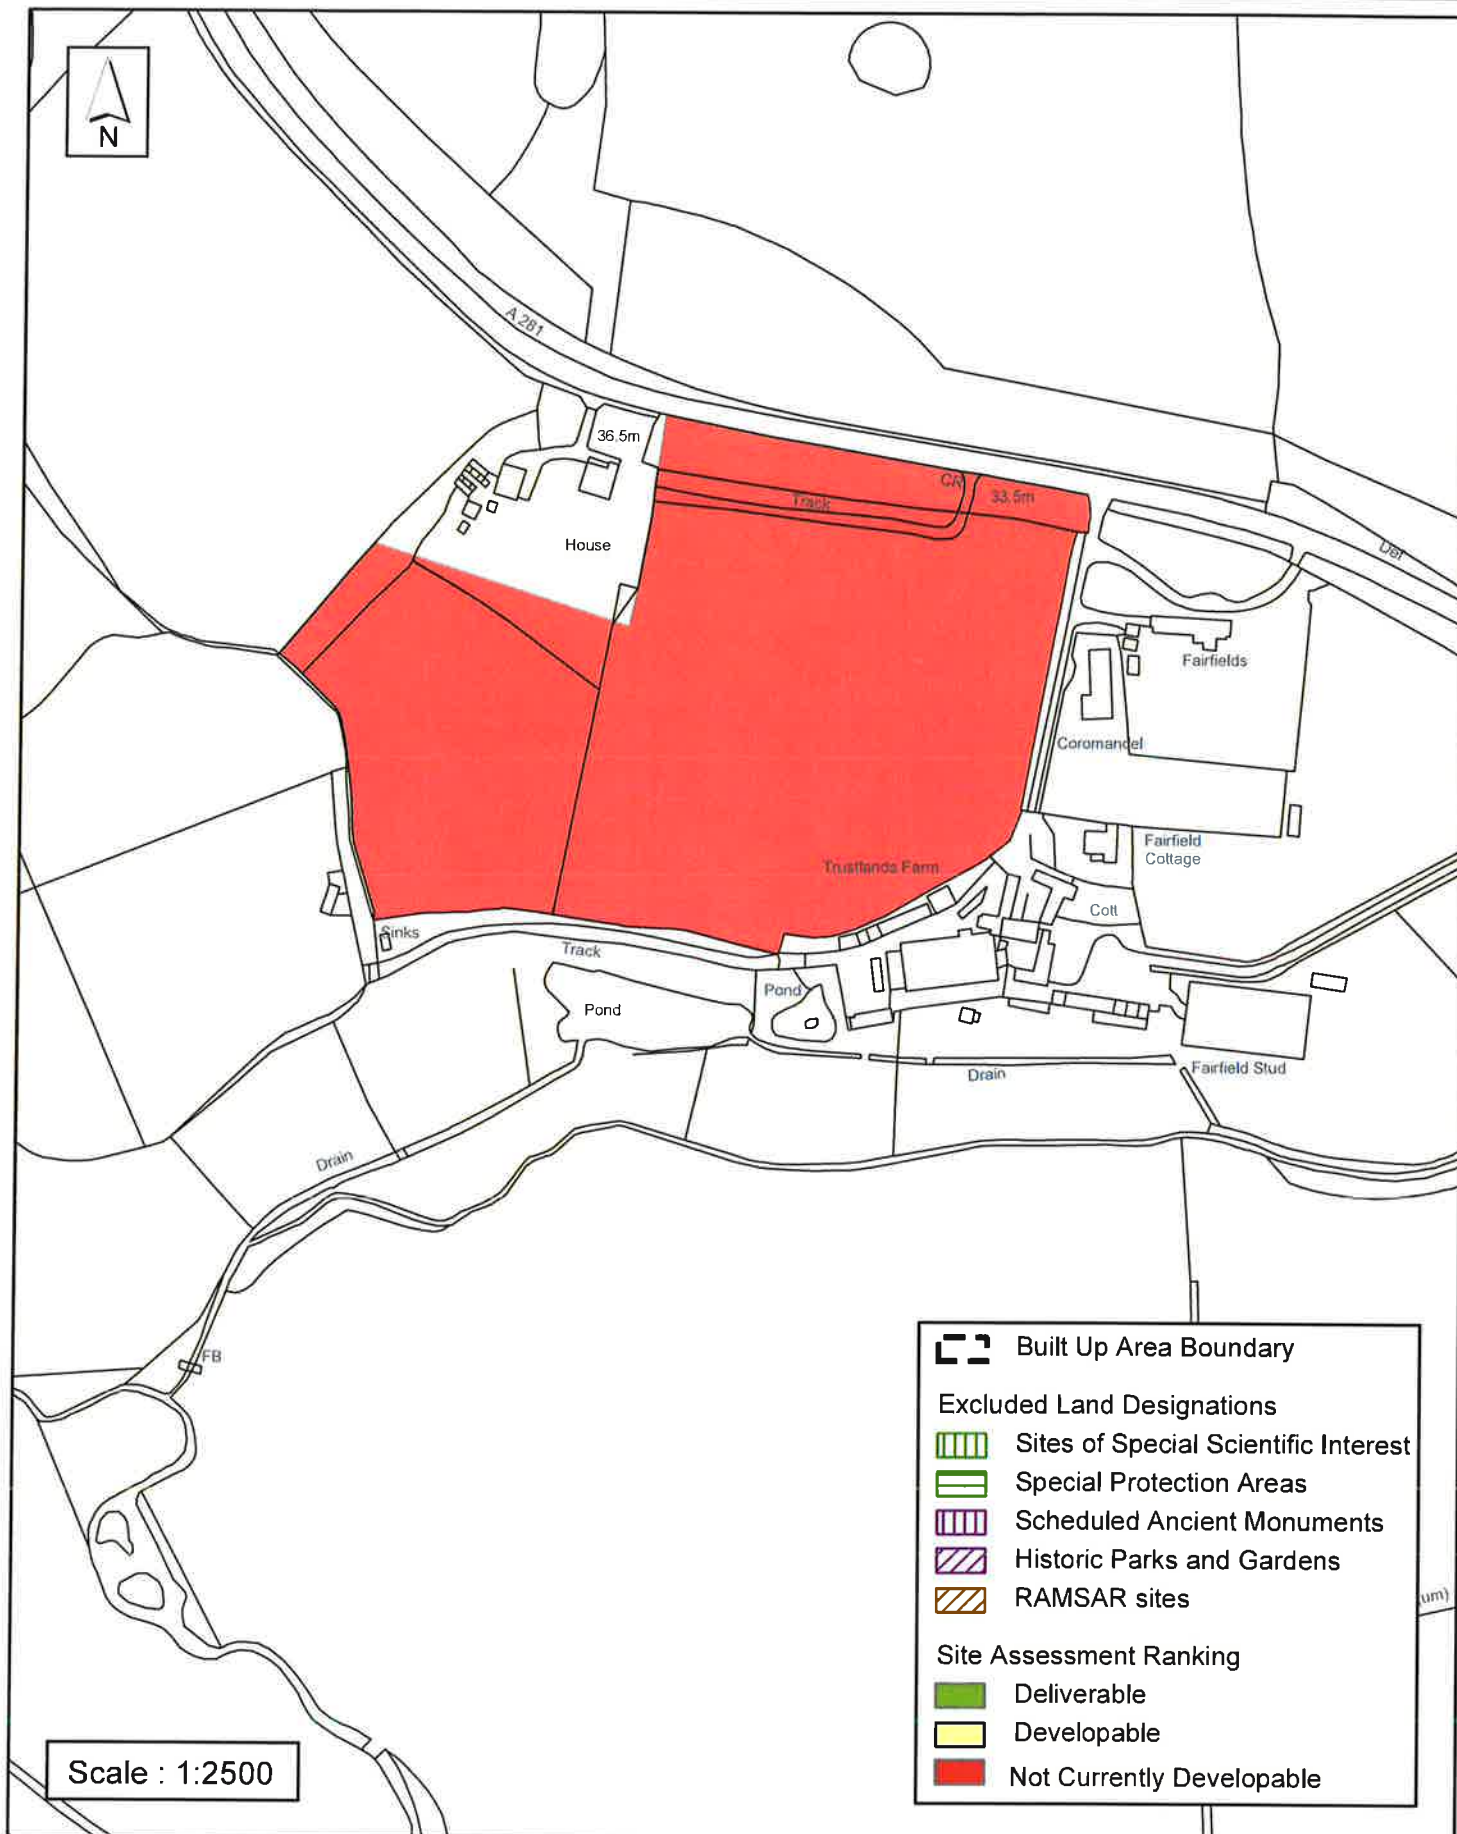 N
A 281
36.5m
CR
33.5m
Track
House
Def
Fairfields
Coromandel
Fairfield
Cottage
Trustlands Farm
Cott
Sinks
Track
Pond
Pond
Drain
Fairfield Stud
Drain
FB
um)
Built Up Area Boundary
Excluded Land Designations
Sites of Special Scientific Interest
Special Protection Areas
Scheduled Ancient Monuments
Historic Parks and Gardens
RAMSAR sites
Site Assessment Ranking
Deliverable
Developable
Not Currently Developable
Scale : 1:2500